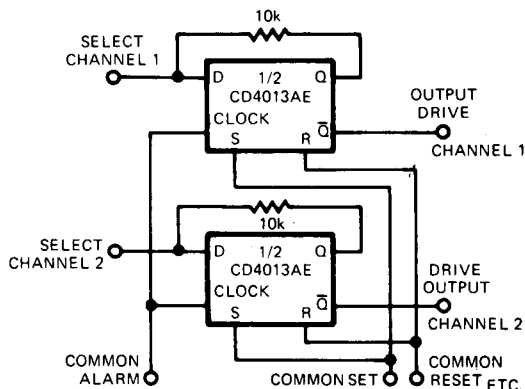 10k
SELECT
CHANNEL 1
D
1/2
Q
CD4013AE
CLOCK
S
R
Q̅
OUTPUT
DRIVE
CHANNEL 1
10k
SELECT
CHANNEL 2
D
1/2
Q
CD4013AE
CLOCK
S
R
Q̅
DRIVE
OUTPUT
CHANNEL 2
COMMON
ALARM
COMMON SET
COMMON
RESET ETC.